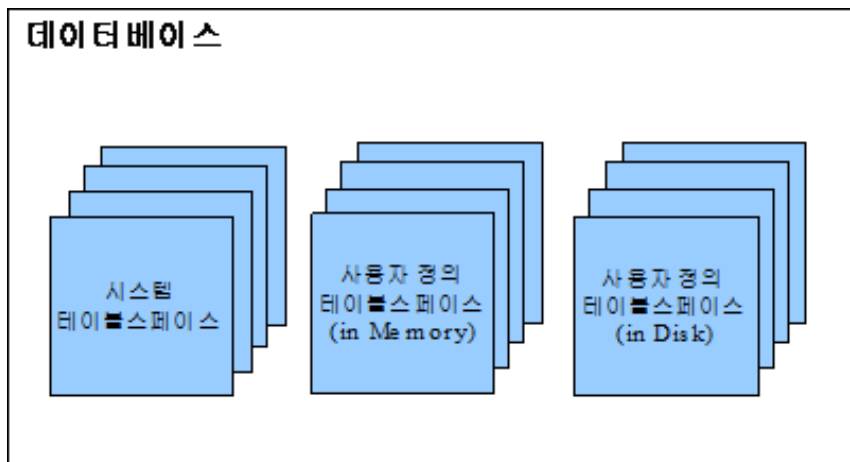 데이터베이스
시스템
테이블스페이스
사용자 정의
테이블스페이스
(in Memory)
사용자 정의
테이블스페이스
(in Disk)